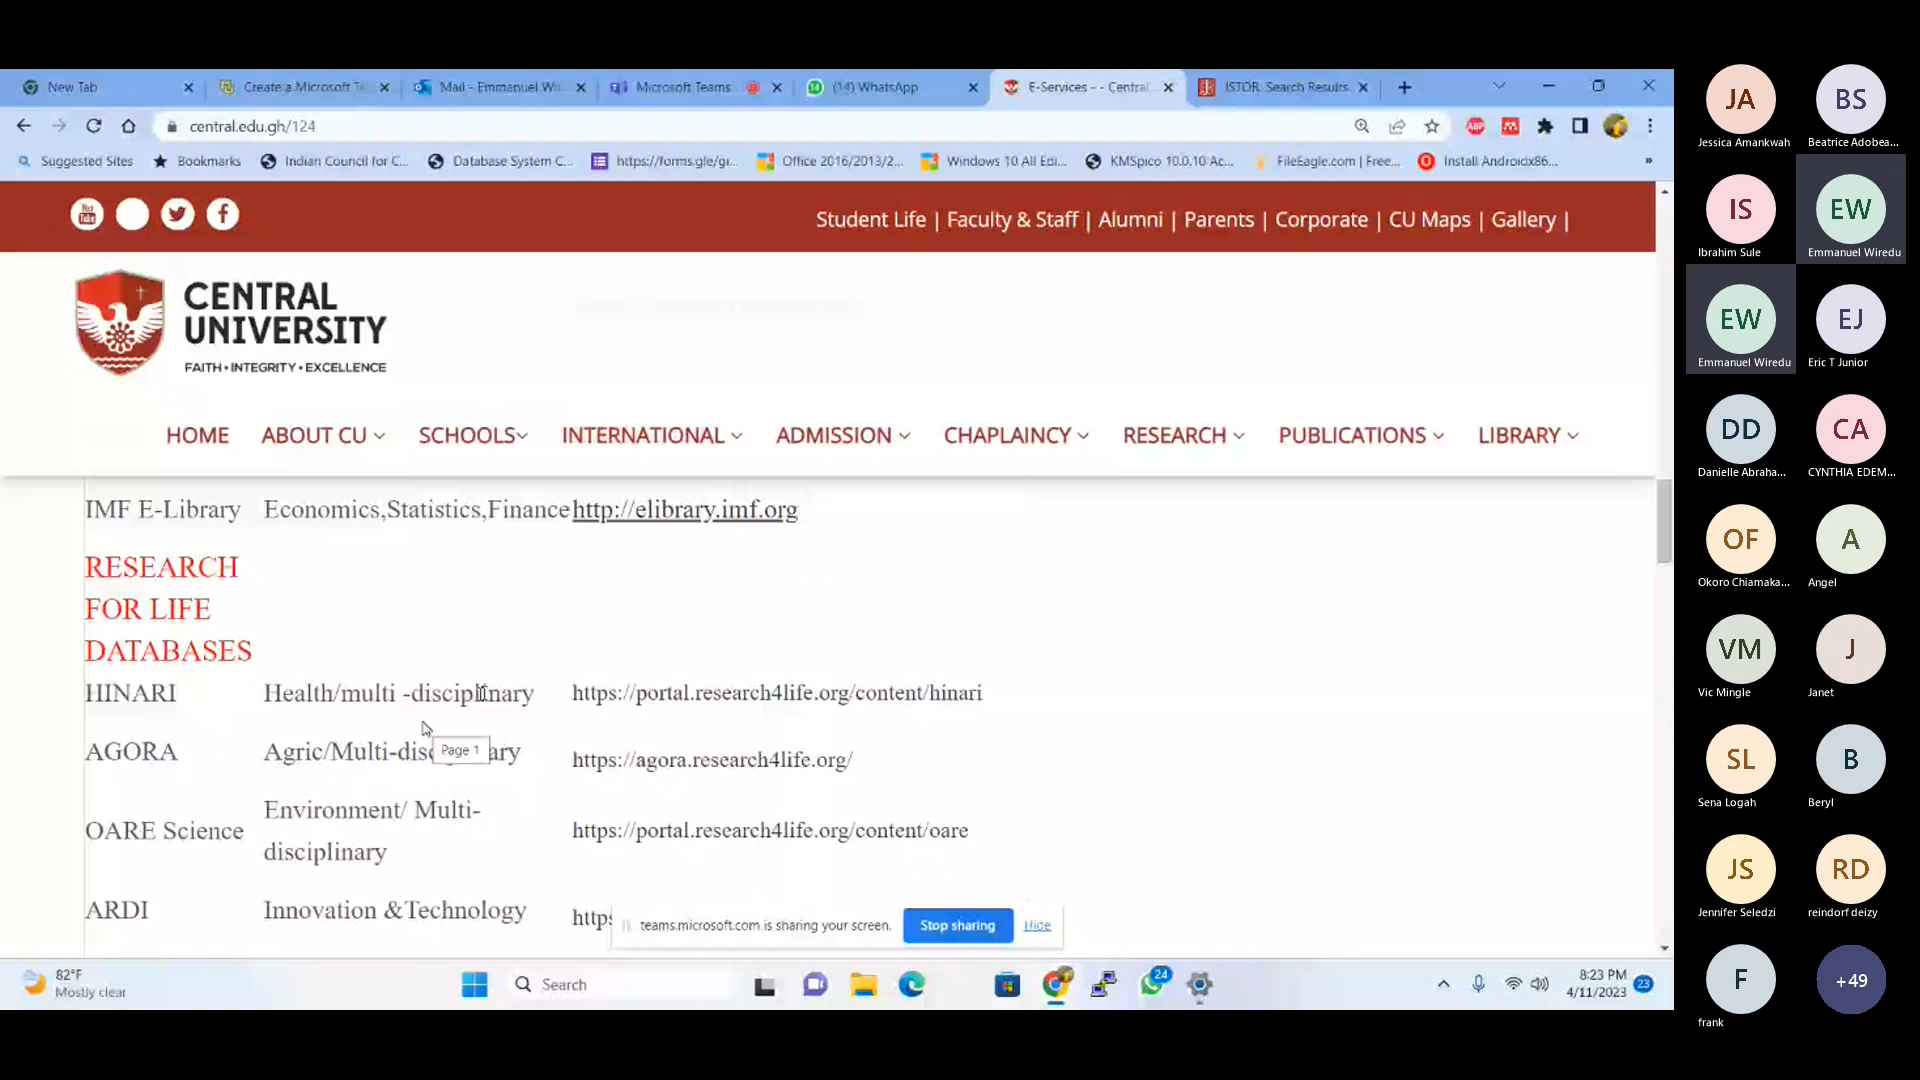 New Tab
Create a Microsoft Te
Mail - Emmanuel Wi
Microsoft Teams
(14) WhatsApp
E-Services - - Central
JSTOR: Search Results
central.edu.gh/124
ABP
Suggested Sites
Bookmarks
Indian Council for C...
Database System C...
https://forms.gle/gi...
Office 2016/2013/2...
Windows 10 All Edi...
KMSpico 10.0.10 Ac...
FileEagle.com | Free...
Install Androidx86...
»
You Tube
Student Life | Faculty & Staff | Alumni | Parents | Corporate | CU Maps | Gallery |
CENTRAL
UNIVERSITY
FAITH • INTEGRITY • EXCELLENCE
HOME ABOUT CU SCHOOLS INTERNATIONAL ADMISSION CHAPLAINCY RESEARCH PUBLICATIONS LIBRARY
IMF E-Library Economics,Statistics,Finance http://elibrary.imf.org
RESEARCH
FOR LIFE
DATABASES
HINARI Health/multi -disciplinary https://portal.research4life.org/content/hinari
AGORA Agric/Multi-disc ary https://agora.research4life.org/
Page 1
Environment/ Multi-
OARE Science disciplinary https://portal.research4life.org/content/oare
ARDI Innovation &Technology https
teams.microsoft.com is sharing your screen. Stop sharing Hide
82°F
Mostly clear
Search
24
8:23 PM
4/11/2023
23
JA
Jessica Amankwah
BS
Beatrice Adobea...
IS
Ibrahim Sule
EW
Emmanuel Wiredu
EW
Emmanuel Wiredu
EJ
Eric T Junior
DD
Danielle Abraha...
CA
CYNTHIA EDEM...
OF
Okoro Chiamaka...
A
Angel
VM
Vic Mingle
J
Janet
SL
Sena Logah
B
Beryl
JS
Jennifer Seledzi
RD
reindorf deizy
F
frank
+49